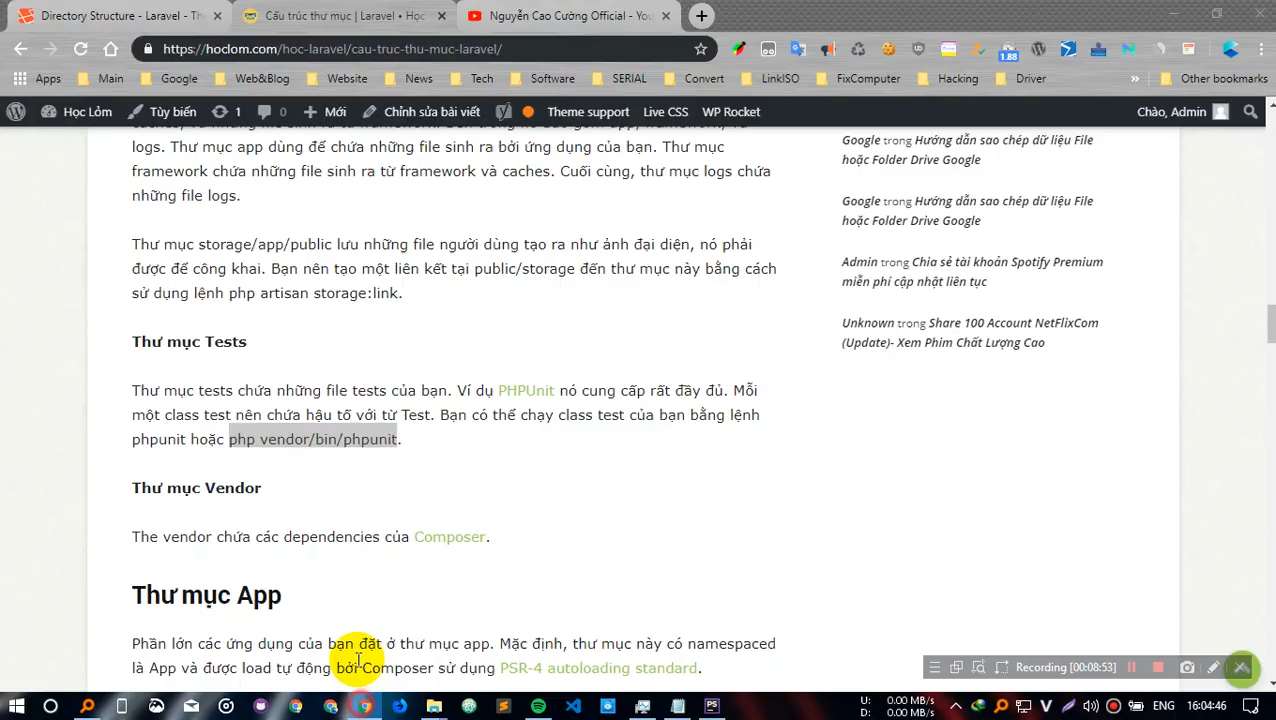 Directory Structure - Laravel - Th
Cấu trúc thư mục | Laravel • Hoc
Nguyễn Cao Cường Official - You
https://hoclom.com/hoc-laravel/cau-truc-thu-muc-laravel/
1.88
Apps
Main
Google
Web&Blog
Website
News
Tech
Software
SERIAL
Convert
LinkISO
FixComputer
Hacking
Driver
»
Other bookmarks
Học Lỏm
Tùy biến
1
0
Mới
Chỉnh sửa bài viết
Theme support
Live CSS
WP Rocket
Chào, Admin
logs. Thư mục app dùng để chứa những file sinh ra bởi ứng dụng của bạn. Thư mục
framework chứa những file sinh ra từ framework và caches. Cuối cùng, thư mục logs chứa
những file logs.
Thư mục storage/app/public lưu những file người dùng tạo ra như ảnh đại diện, nó phải
được để công khai. Bạn nên tạo một liên kết tại public/storage đến thư mục này bằng cách
sử dụng lệnh php artisan storage:link.
Thư mục Tests
Thư mục tests chứa những file tests của bạn. Ví dụ PHPUnit nó cung cấp rất đầy đủ. Mỗi
một class test nên chứa hậu tố với từ Test. Bạn có thể chạy class test của bạn bằng lệnh
phpunit hoặc php vendor/bin/phpunit.
Thư mục Vendor
The vendor chứa các dependencies của Composer.
Thư mục App
Phần lớn các ứng dụng của bạn đặt ở thư mục app. Mặc định, thư mục này có namespaced
là App và được load tự động bởi Composer sử dụng PSR-4 autoloading standard.
Google trong Hướng dẫn sao chép dữ liệu File
hoặc Folder Drive Google
Google trong Hướng dẫn sao chép dữ liệu File
hoặc Folder Drive Google
Admin trong Chia sẻ tài khoản Spotify Premium
miễn phí cập nhật liên tục
Unknown trong Share 100 Account NetFlixCom
(Update)- Xem Phim Chất Lượng Cao
Recording [00:08:53]
U: 0.00 MB/s
D: 0.00 MB/s
ENG
16:04:46